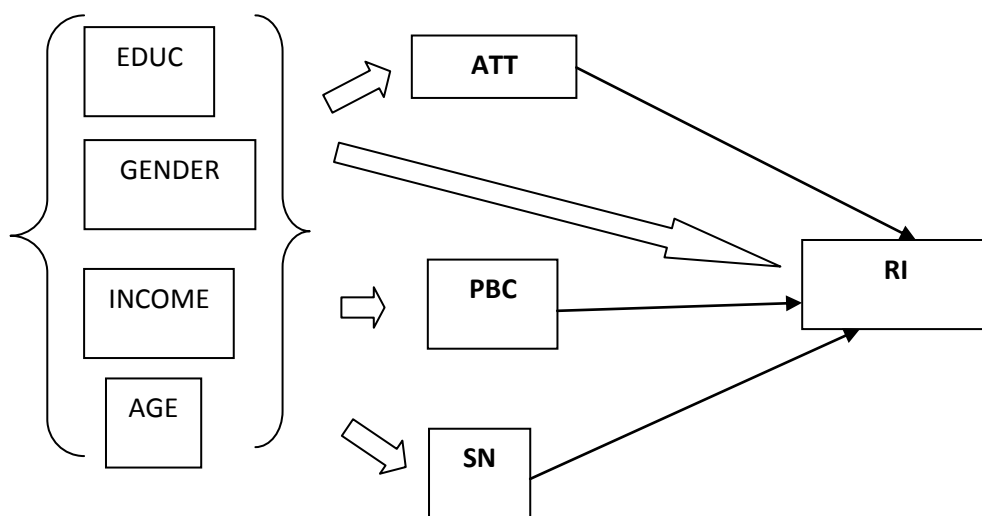 EDUC
GENDER
INCOME
AGE
ATT
PBC
SN
RI